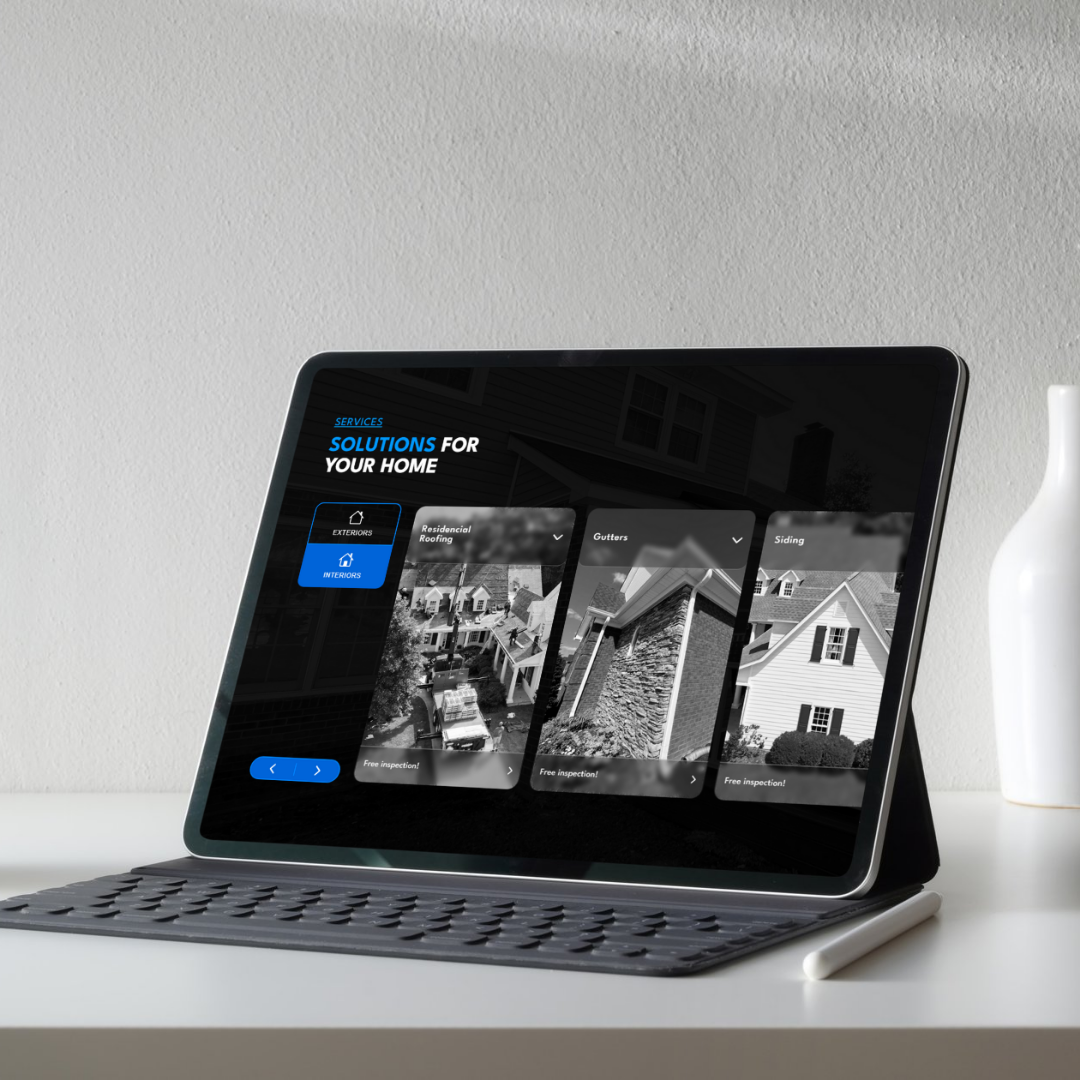 SERVICES
SOLUTIONS FOR
YOUR HOME
EXTERIORS
INTERIORS
Residencial
Roofing
Gutters
Siding
Free inspection!
Free inspection!
Free inspection!